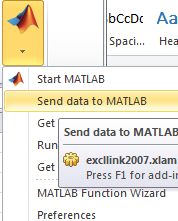 bCcDc Aa
Spaci... Head
Start MATLAB
Send data to MATLAB
Get
Send data to MATLAB
Run
excllink2007.xlam
Get
Press F1 for add-in
MATLAB Function Wizard
Preferences